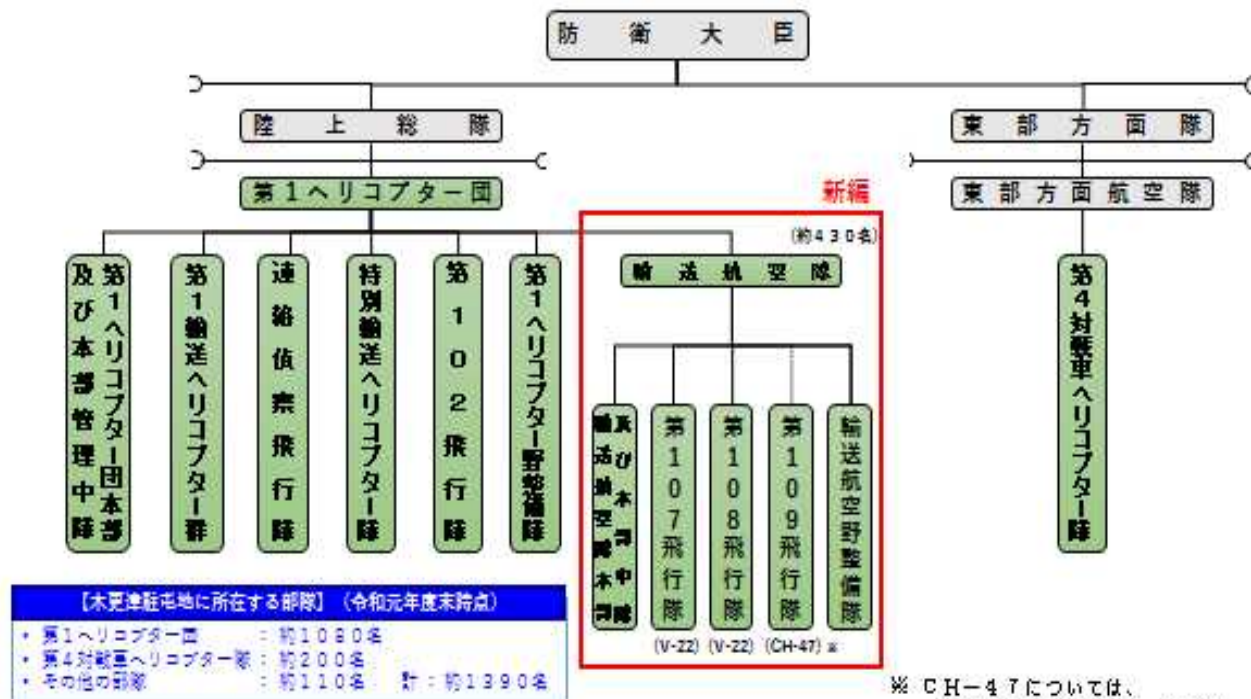 防衛大臣
陸上総隊
東部方面隊
第1ヘリコプター団
新編
東部方面航空隊
(約430名)
輸送航空隊
第1ヘリコプター団本部
及び本部管理中隊
第1輸送ヘリコプター群
連絡偵察飛行隊
特別輸送ヘリコプター隊
第102飛行隊
第1ヘリコプター野整備隊
第4対戦車ヘリコプター隊
輸送航空隊本部
第107飛行隊
第108飛行隊
第109飛行隊
輸送航空野整備隊
(V-22) (V-22) (CH-47) ※
【木更津駐屯地に所在する部隊】(令和元年度末時点)
・ 第1ヘリコプター団 : 約1080名
・ 第4対戦車ヘリコプター隊 : 約200名
・ その他の部隊 : 約110名 計 : 約1390名
※ CH-47については、